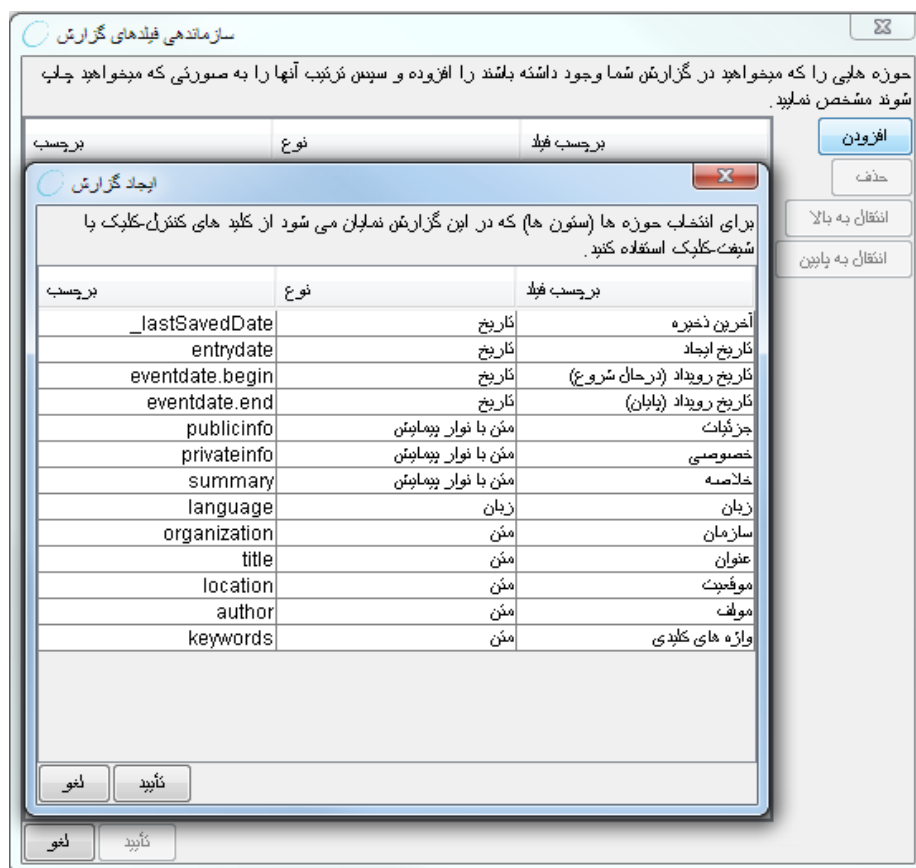 سازماندهی فیلدهای گزارش
حوزه هایی را که میخواهید در گزارش شما وجود داشته باشند را افزوده و سپس ترتیب آنها را به صورتی که میخواهید چاپ
شوند مشخص نمایید.
برچسب فیلد نوع برچسب
افزودن
حذف
انتقال به بالا
انتقال به پایین
ایجاد گزارش
برای انتخاب حوزه ها (ستون ها) که در این گزارش نمایان می شود از کلید های کنترل-کلیک یا
شیفت-کلیک استفاده کنید.
برچسب فیلد نوع برچسب
آخرین ذخیره تاریخ _lastSavedDate
تاریخ ایجاد تاریخ entrydate
تاریخ رویداد (درحال شروع) تاریخ eventdate.begin
تاریخ رویداد (پایان) تاریخ eventdate.end
جزئیات متن با نوار پیمایش publicinfo
خصوصی متن با نوار پیمایش privateinfo
خلاصه متن با نوار پیمایش summary
زبان زبان language
سازمان متن organization
عنوان متن title
موقعیت متن location
مولف متن author
واژه های کلیدی متن keywords
تأیید لغو
تأیید لغو